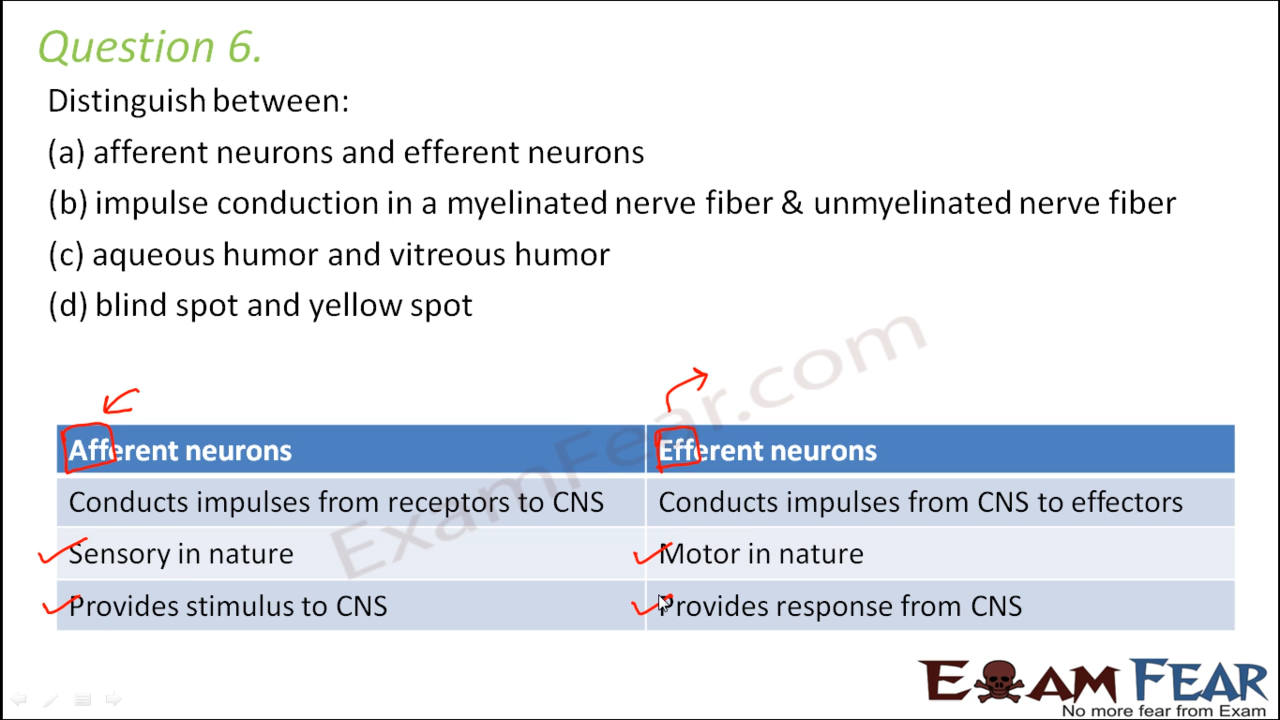 Question 6.
Distinguish between:
(a) afferent neurons and efferent neurons
(b) impulse conduction in a myelinated nerve fiber & unmyelinated nerve fiber
(c) aqueous humor and vitreous humor
(d) blind spot and yellow spot
ExamFear.com
Afferent neurons Efferent neurons
Conducts impulses from receptors to CNS Conducts impulses from CNS to effectors
Sensory in nature Motor in nature
Provides stimulus to CNS Provides response from CNS
EXAM FEAR
No more fear from Exam